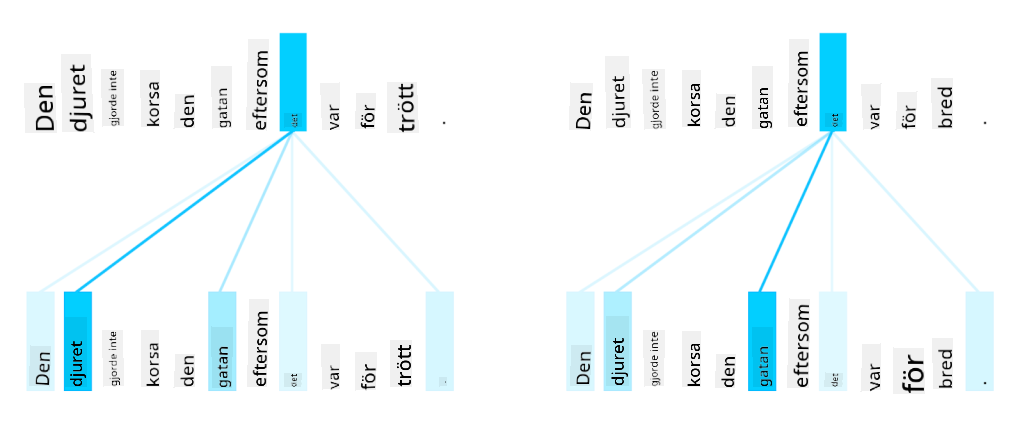 Den djuret gjorde inte korsa den gatan eftersom det var för trött .
Den djuret gjorde inte korsa den gatan eftersom det var för trött .
Den djuret gjorde inte korsa den gatan eftersom det var för bred .
Den djuret gjorde inte korsa den gatan eftersom det var för bred .